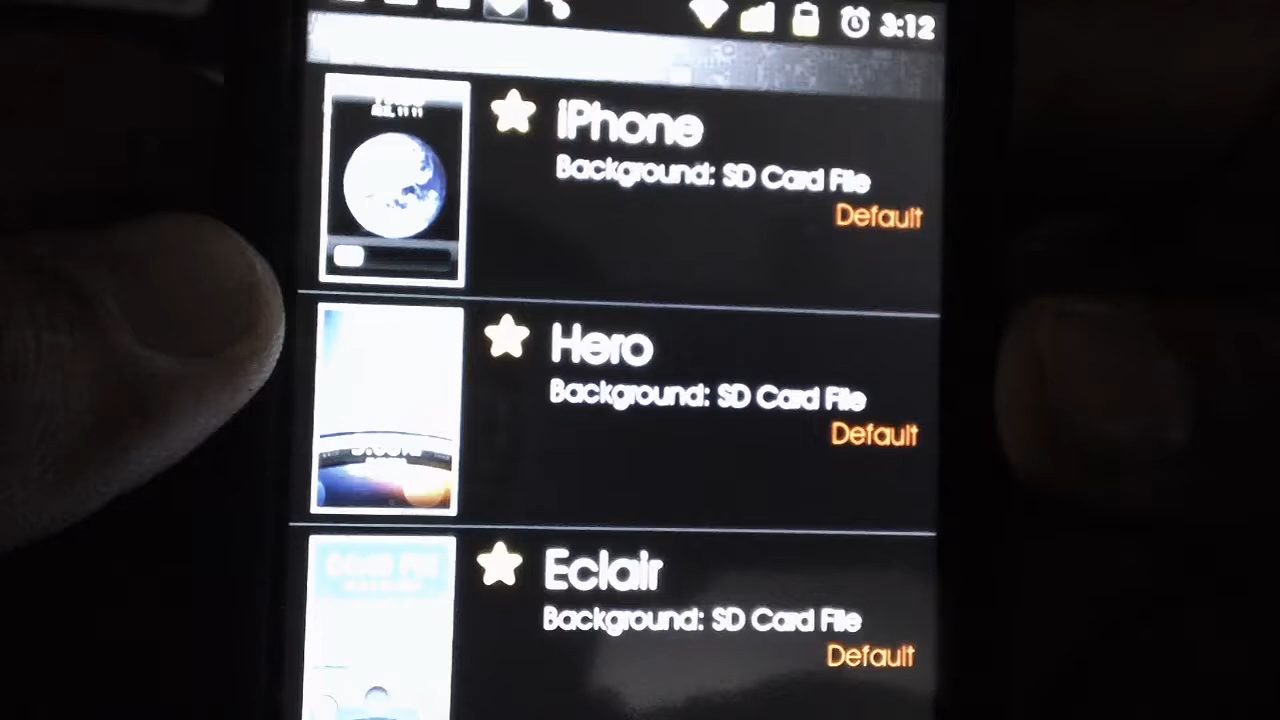 3:12
iPhone
Background: SD Card File
Default
Hero
Background: SD Card File
Default
Eclair
Background: SD Card File
Default